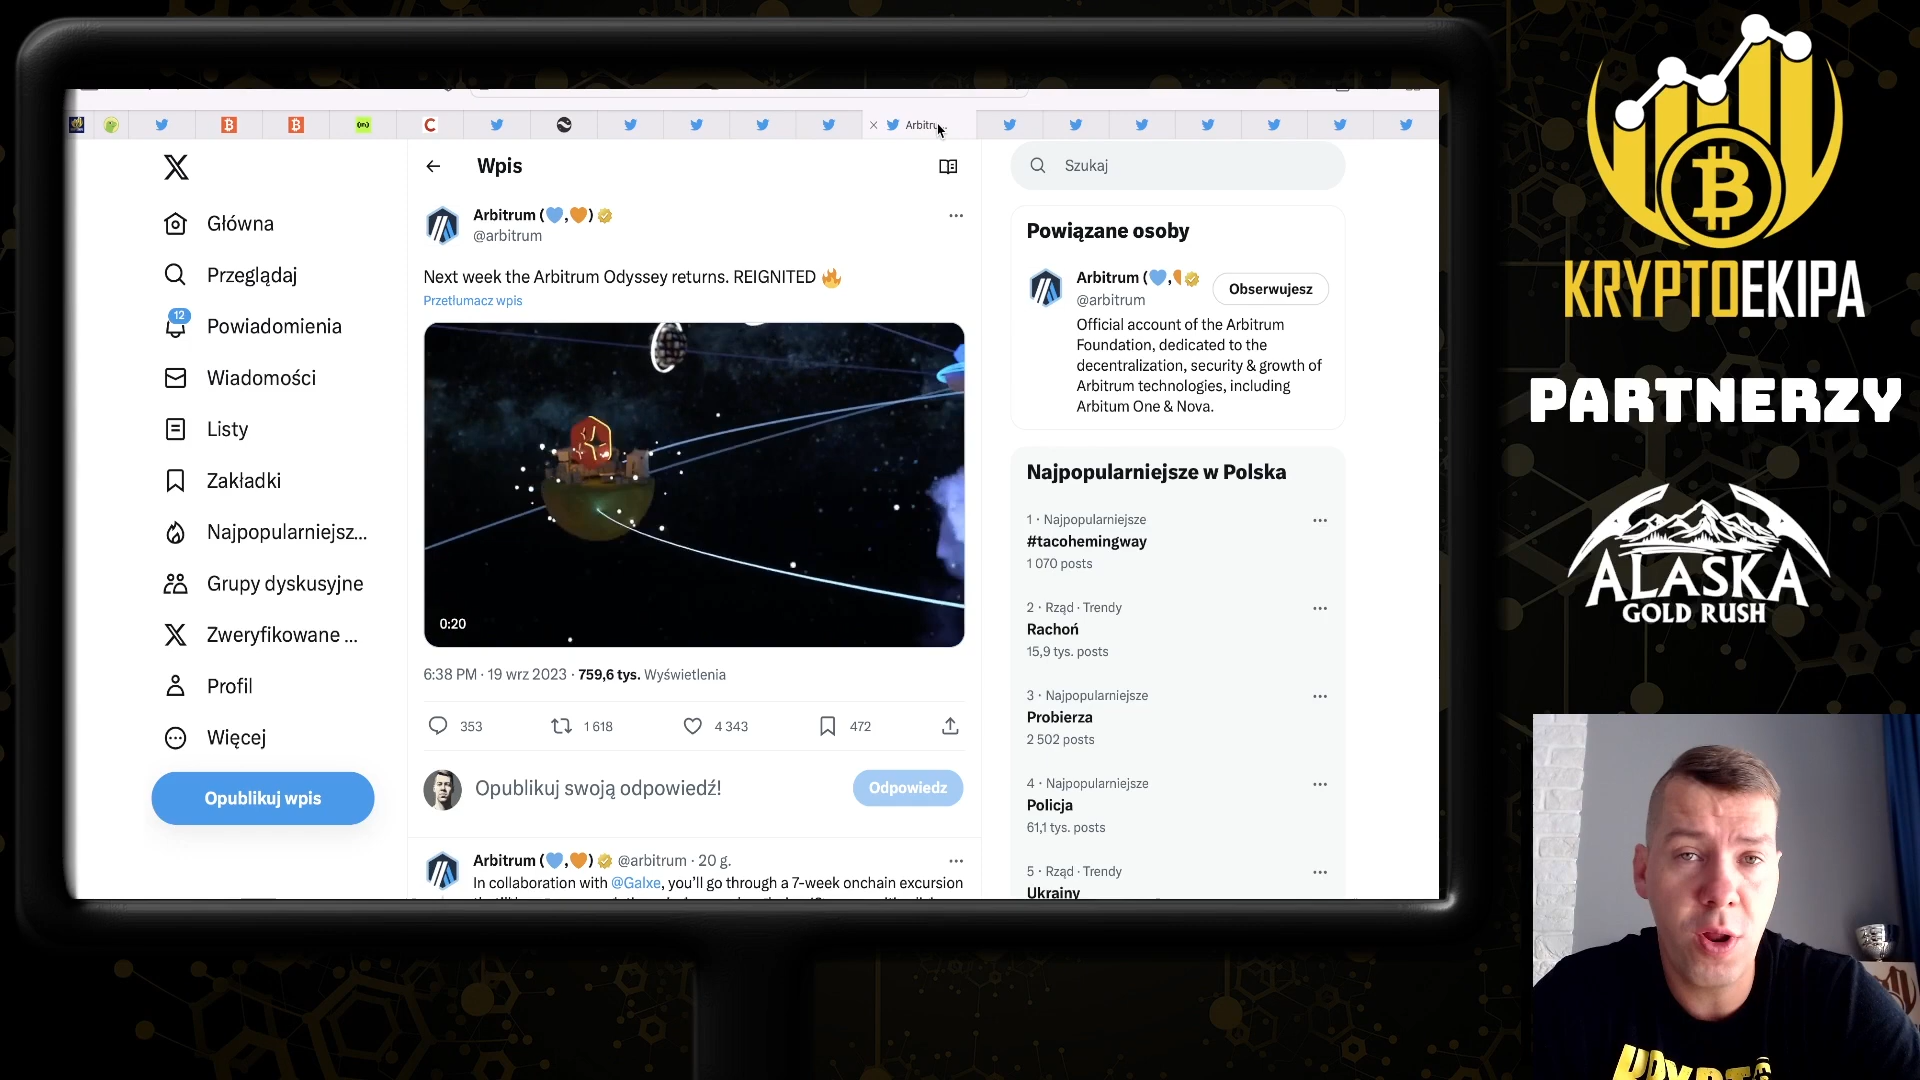 Arbitru
Główna
Przeglądaj
12
Powiadomienia
Wiadomości
Listy
Zakładki
Najpopularniejsz...
Grupy dyskusyjne
Zweryfikowane ...
Profil
Więcej
Opublikuj wpis
Wpis
Arbitrum (💙,🧡)
@arbitrum
Next week the Arbitrum Odyssey returns. REIGNITED 🔥
Przetłumacz wpis
0:20
6:38 PM · 19 wrz 2023 · 759,6 tys. Wyświetlenia
353
1 618
4 343
472
Opublikuj swoją odpowiedź!
Odpowiedz
Arbitrum (💙,🧡) @arbitrum · 20 g.
In collaboration with @Galxe, you'll go through a 7-week onchain excursion
Szukaj
Powiązane osoby
Arbitrum (💙,
@arbitrum
Obserwujesz
Official account of the Arbitrum
Foundation, dedicated to the
decentralization, security & growth of
Arbitrum technologies, including
Arbitum One & Nova.
Najpopularniejsze w Polska
1 · Najpopularniejsze
#tacohemingway
1 070 posts
2 · Rząd · Trendy
Rachoń
15,9 tys. posts
3 · Najpopularniejsze
Probierza
2 502 posts
4 · Najpopularniejsze
Policja
61,1 tys. posts
5 · Rząd · Trendy
Ukrainy
KRYPTOEKIPA
PARTNERZY
ALASKA
GOLD RUSH